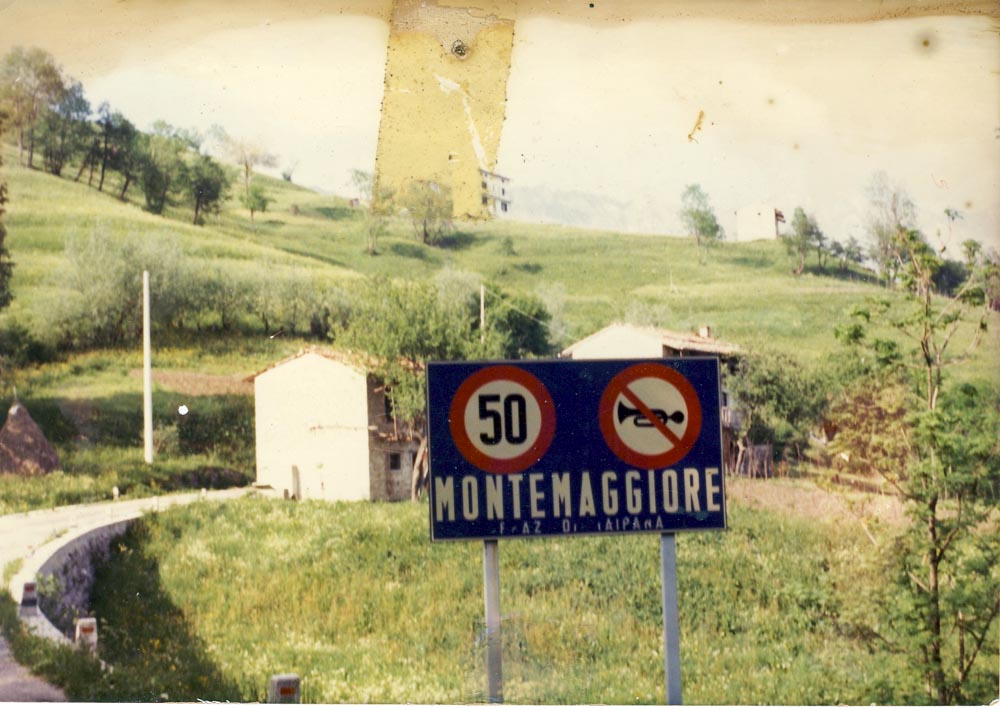 50
MONTEMAGGIORE
FRAZ DI TAIPANA